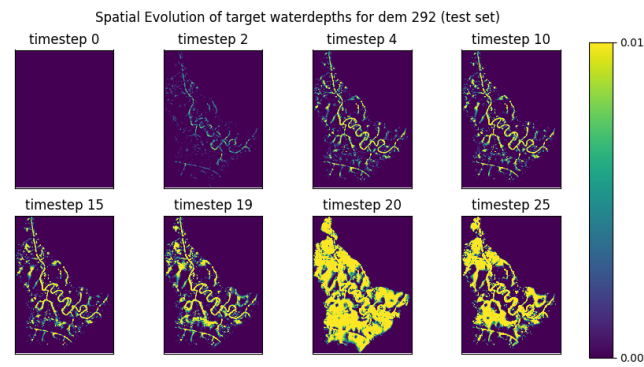 Spatial Evolution of target waterdepths for dem 292 (test set)
timestep 0
timestep 2
timestep 4
timestep 10
0.01
timestep 15
timestep 19
timestep 20
timestep 25
0.00